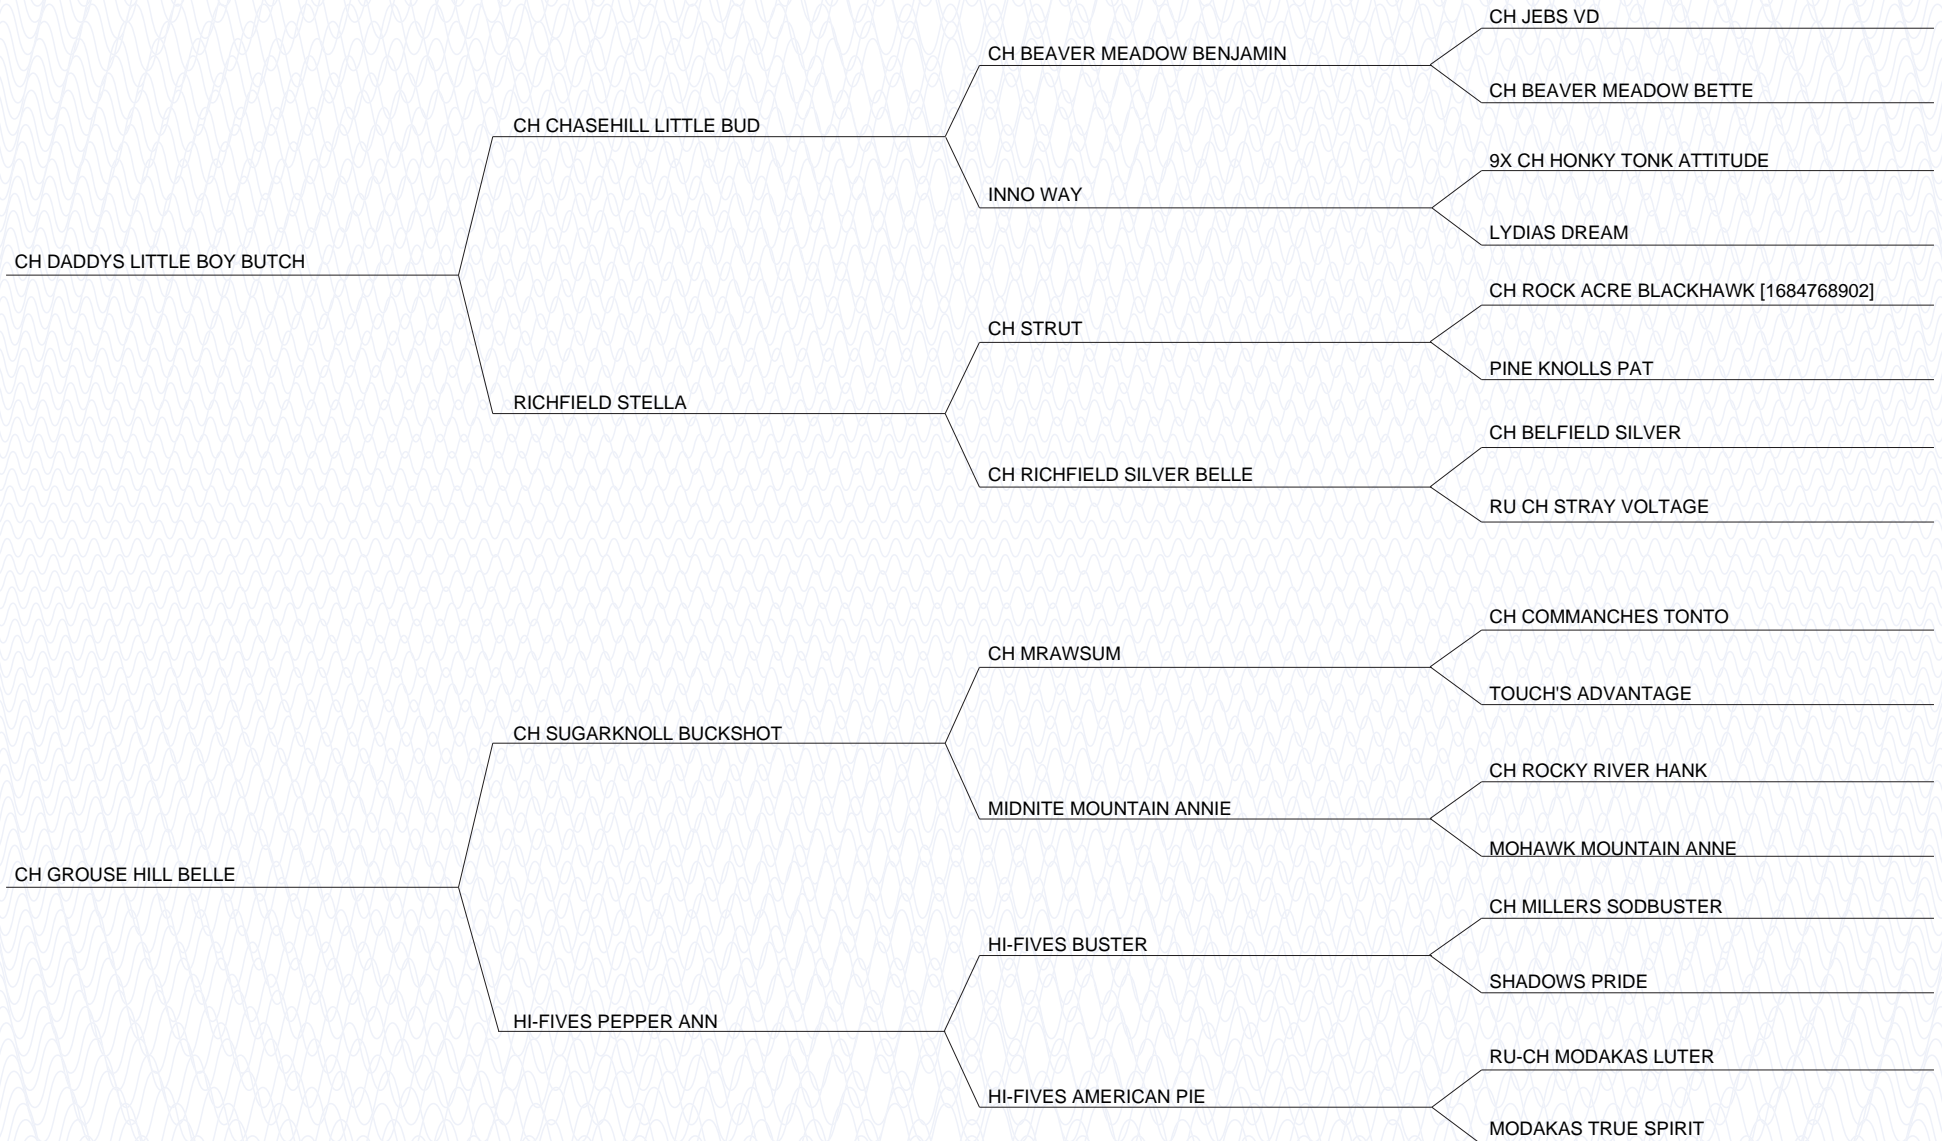 CH JEBS VD
CH BEAVER MEADOW BENJAMIN
CH BEAVER MEADOW BETTE
CH CHASEHILL LITTLE BUD
9X CH HONKY TONK ATTITUDE
INNO WAY
LYDIAS DREAM
CH DADDYS LITTLE BOY BUTCH
CH ROCK ACRE BLACKHAWK [1684768902]
CH STRUT
PINE KNOLLS PAT
RICHFIELD STELLA
CH BELFIELD SILVER
CH RICHFIELD SILVER BELLE
RU CH STRAY VOLTAGE
CH COMMANCHES TONTO
CH MRAWSUM
TOUCH'S ADVANTAGE
CH SUGARKNOLL BUCKSHOT
CH ROCKY RIVER HANK
MIDNITE MOUNTAIN ANNIE
MOHAWK MOUNTAIN ANNE
CH GROUSE HILL BELLE
CH MILLERS SODBUSTER
HI-FIVES BUSTER
SHADOWS PRIDE
HI-FIVES PEPPER ANN
RU-CH MODAKAS LUTER
HI-FIVES AMERICAN PIE
MODAKAS TRUE SPIRIT